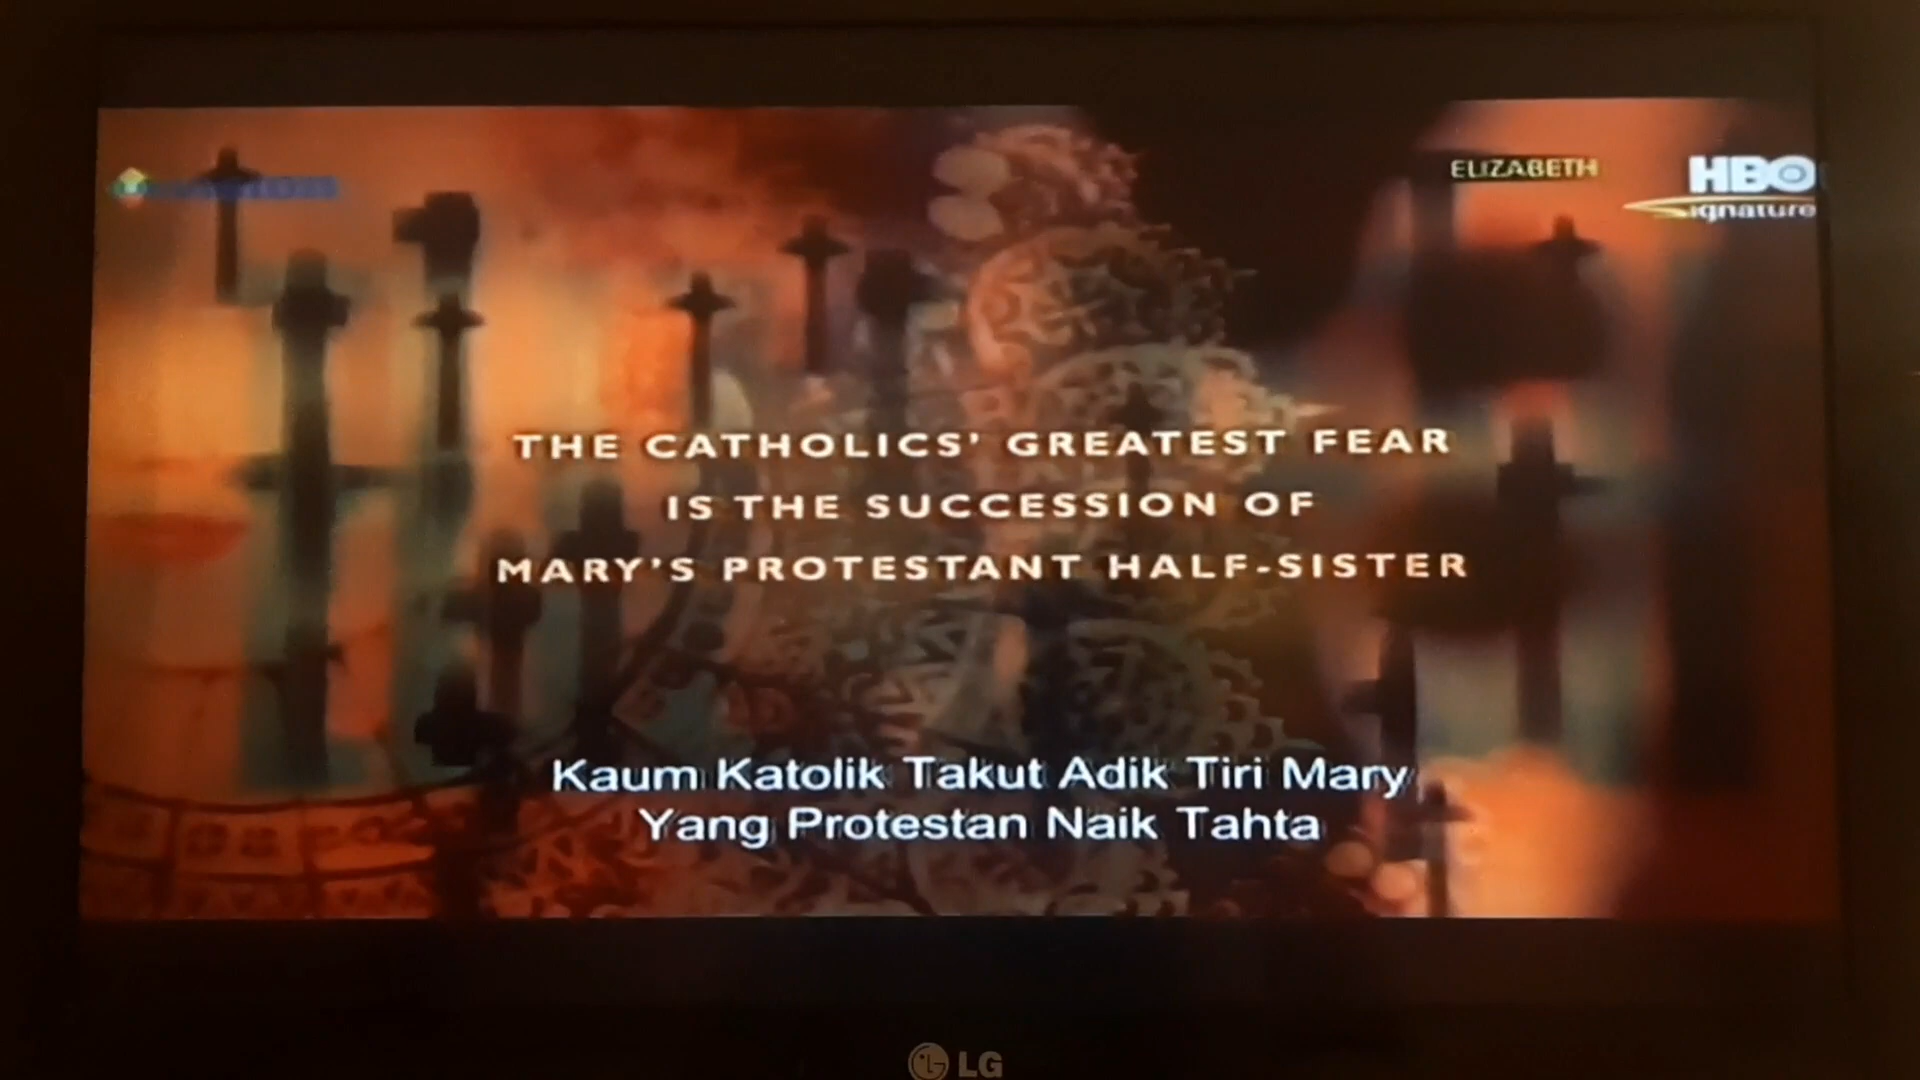 ELIZABETH
HBO
Signature
THE CATHOLICS' GREATEST FEAR
IS THE SUCCESSION OF
MARY'S PROTESTANT HALF-SISTER
Kaum Katolik Takut Adik Tiri Mary
Yang Protestan Naik Tahta
LG